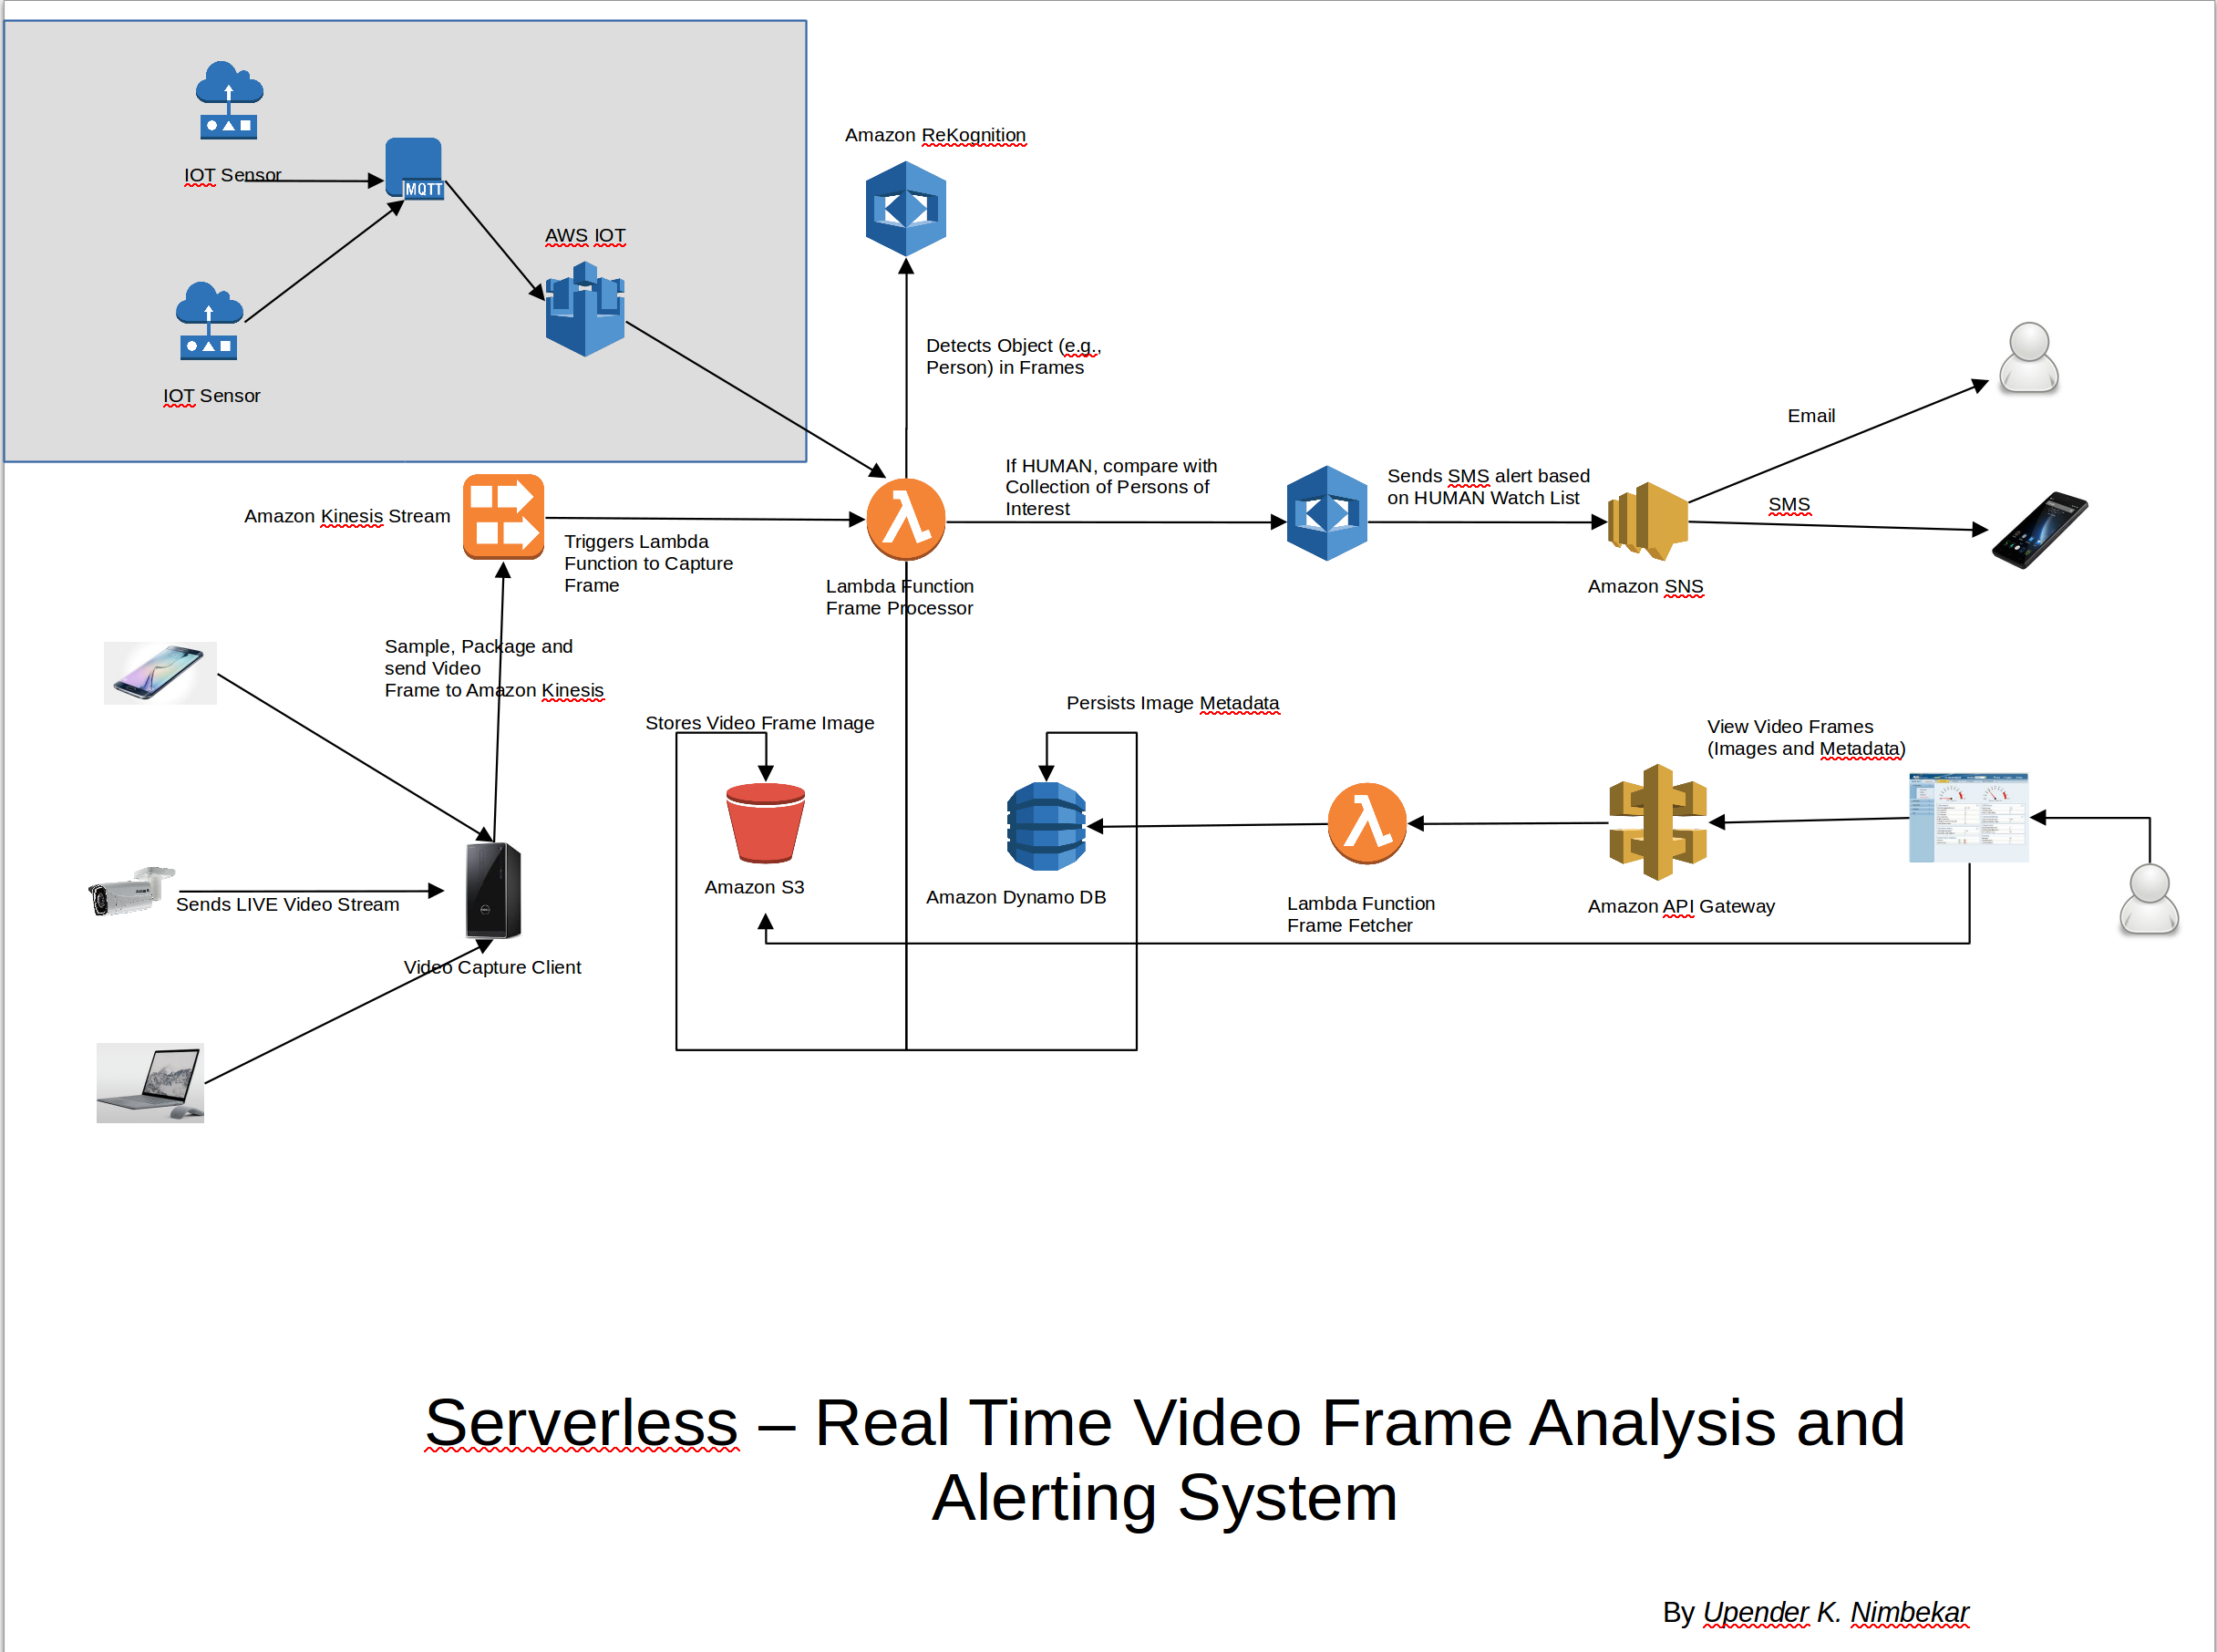 IOT Sensor
MQTT
AWS IOT
IOT Sensor
Amazon ReKognition
Detects Object (e.g.,
Person) in Frames
Email
If HUMAN, compare with
Collection of Persons of
Interest
Sends SMS alert based
on HUMAN Watch List
SMS
Amazon Kinesis Stream
Triggers Lambda
Function to Capture
Frame
Lambda Function
Frame Processor
Amazon SNS
Sample, Package and
send Video
Frame to Amazon Kinesis
Stores Video Frame Image
Persists Image Metadata
View Video Frames
(Images and Metadata)
Amazon S3
Amazon Dynamo DB
Lambda Function
Frame Fetcher
Amazon API Gateway
Sends LIVE Video Stream
Video Capture Client
Serverless – Real Time Video Frame Analysis and
Alerting System
By Upender K. Nimbekar